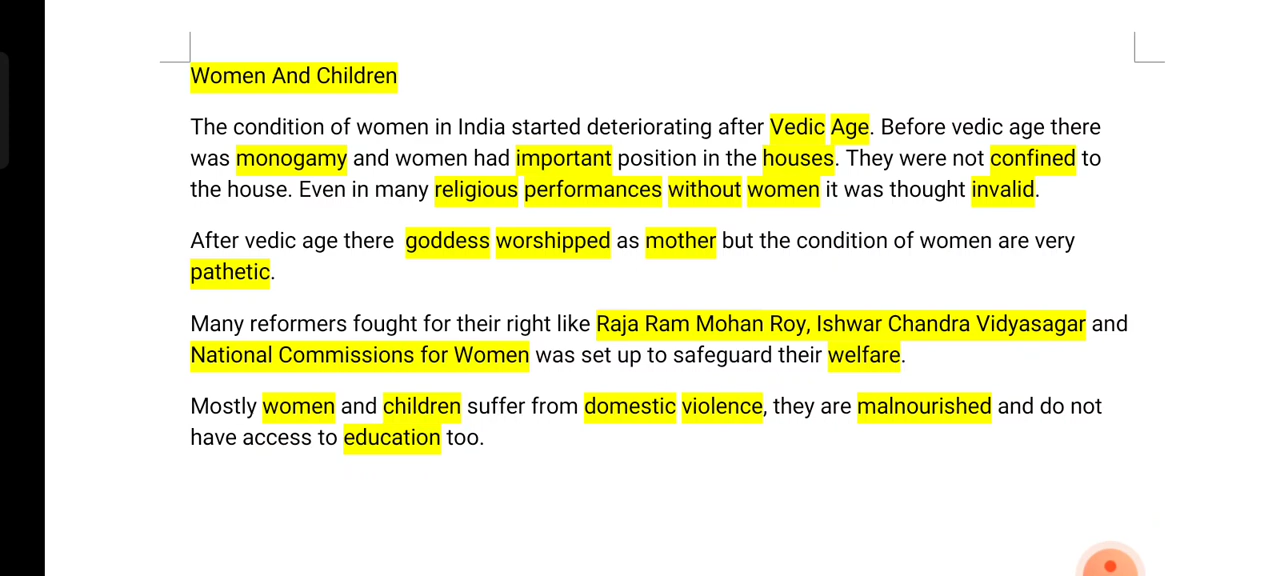 Women And Children
The condition of women in India started deteriorating after Vedic Age. Before vedic age there
was monogamy and women had important position in the houses. They were not confined to
the house. Even in many religious performances without women it was thought invalid.
After vedic age there  goddess worshipped as mother but the condition of women are very
pathetic.
Many reformers fought for their right like Raja Ram Mohan Roy, Ishwar Chandra Vidyasagar and
National Commissions for Women was set up to safeguard their welfare.
Mostly women and children suffer from domestic violence, they are malnourished and do not
have access to education too.